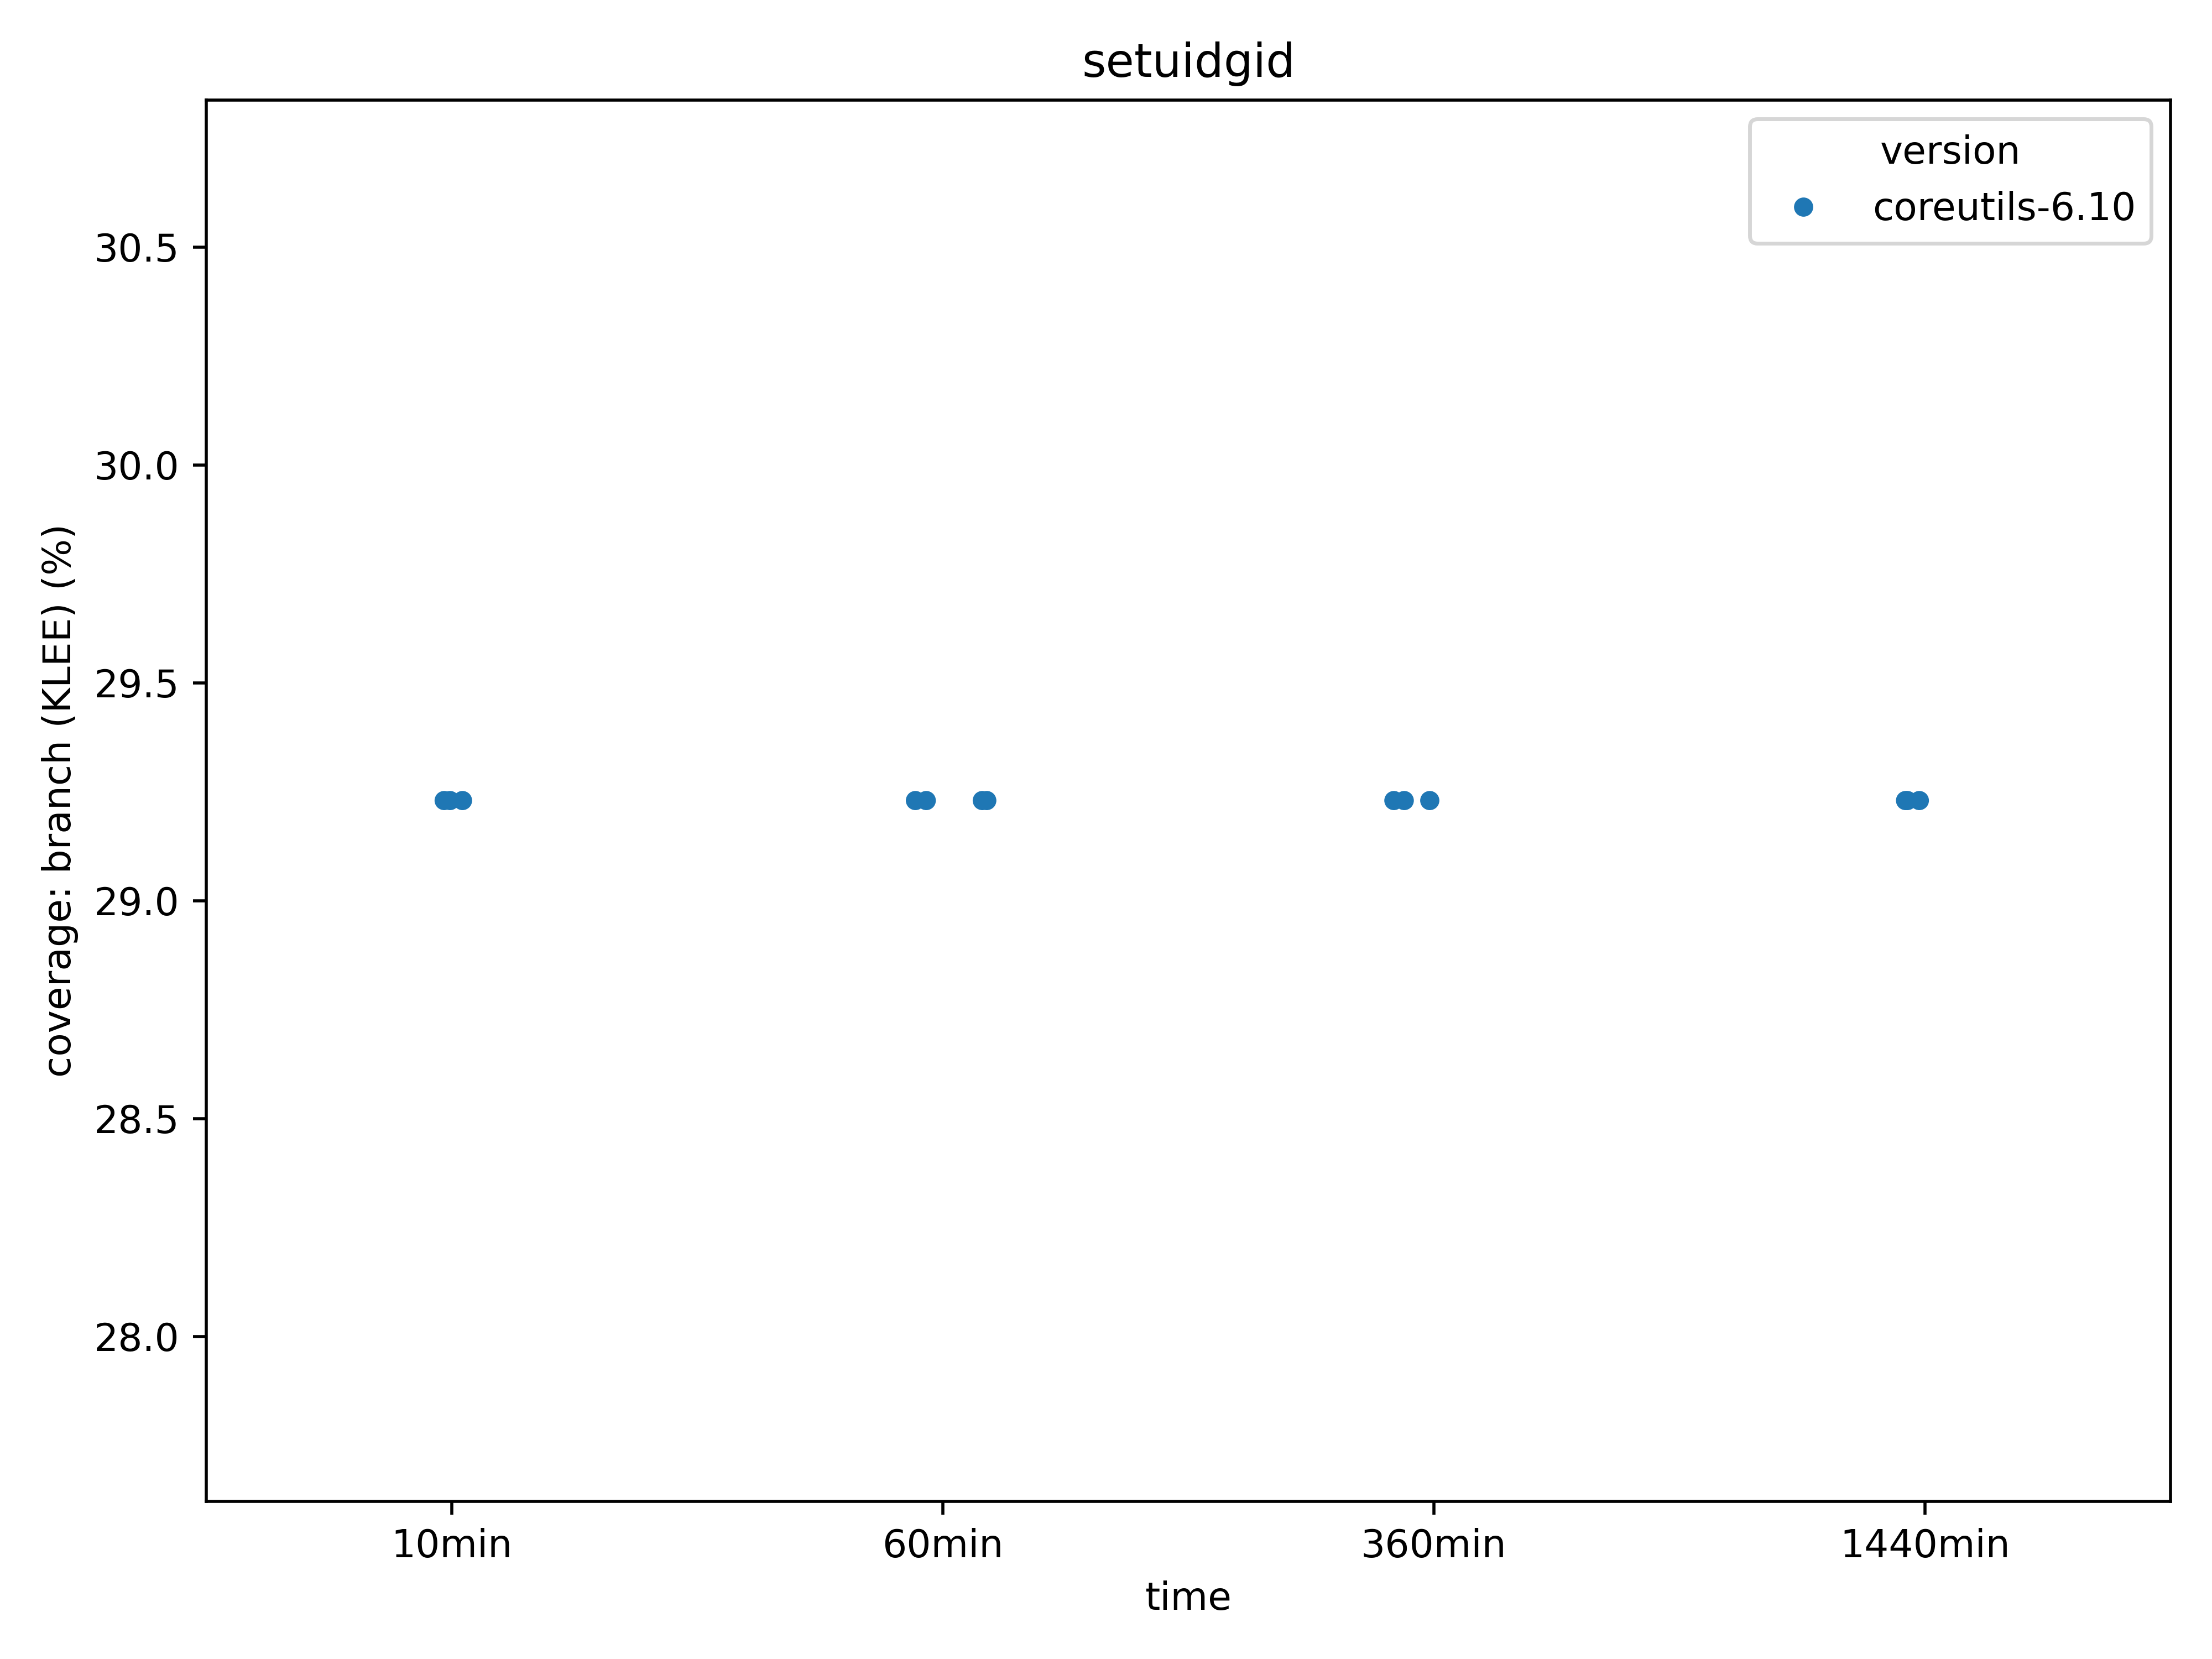 setuidgid
version
coreutils-6.10
30.5
30.0
29.5
29.0
28.5
28.0
coverage: branch (KLEE) (%)
10min
60min
360min
1440min
time